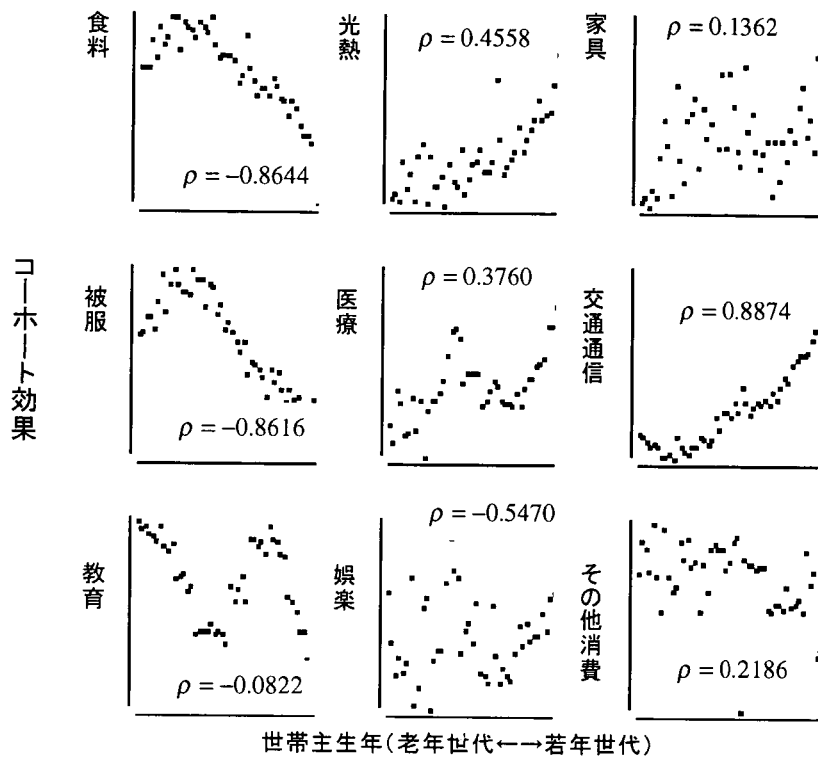 食料
ρ = −0.8644
光熱
ρ = 0.4558
家具
ρ = 0.1362
コーホート効果
被服
ρ = −0.8616
医療
ρ = 0.3760
交通通信
ρ = 0.8874
教育
ρ = −0.0822
娯楽
ρ = −0.5470
その他消費
ρ = 0.2186
世帯主生年(老年世代←→若年世代)